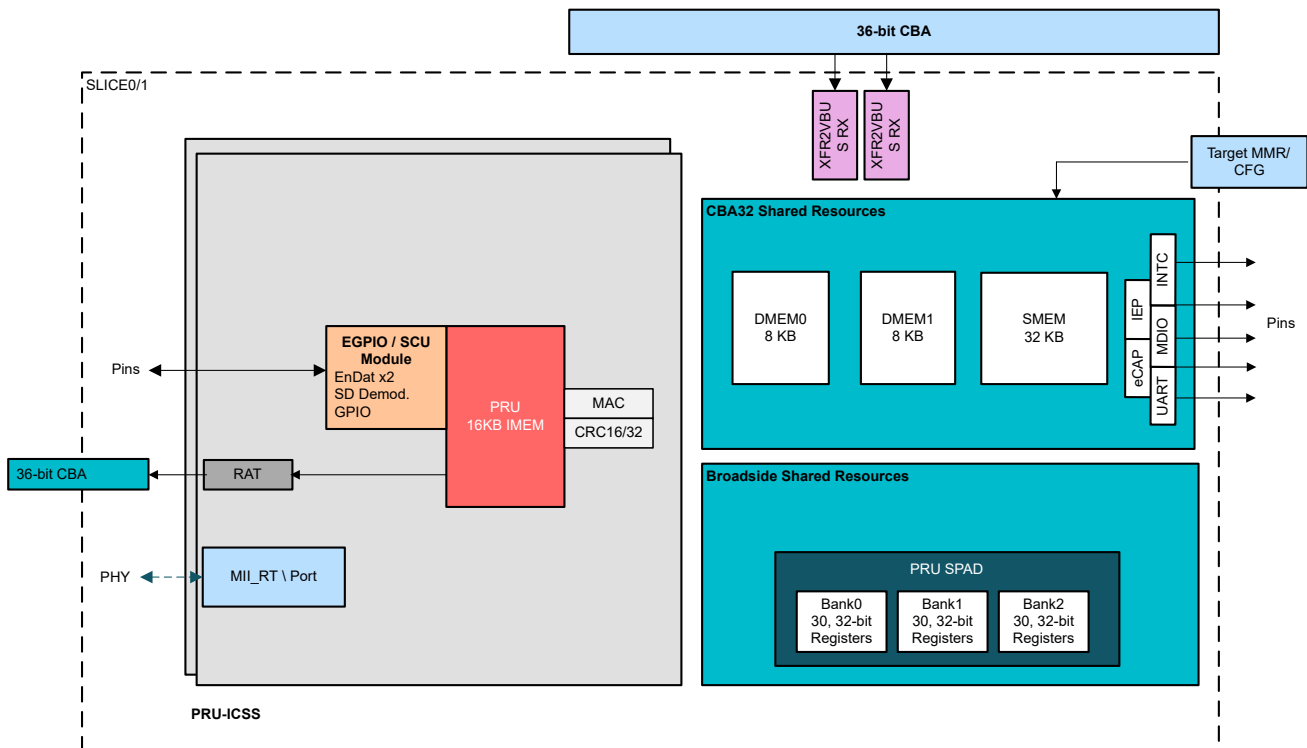 36-bit CBA
SLICE0/1
XFR2VBU
S RX
XFR2VBU
S RX
Target MMR/
CFG
CBA32 Shared Resources
DMEM0
8 KB
DMEM1
8 KB
SMEM
32 KB
INTC
IEP
MDIO
eCAP
UART
Pins
Pins
EGPIO / SCU
Module
EnDat x2
SD Demod.
GPIO
PRU
16KB IMEM
MAC
CRC16/32
36-bit CBA
RAT
PHY
MII_RT \ Port
Broadside Shared Resources
PRU SPAD
Bank0
30, 32-bit
Registers
Bank1
30, 32-bit
Registers
Bank2
30, 32-bit
Registers
PRU-ICSS